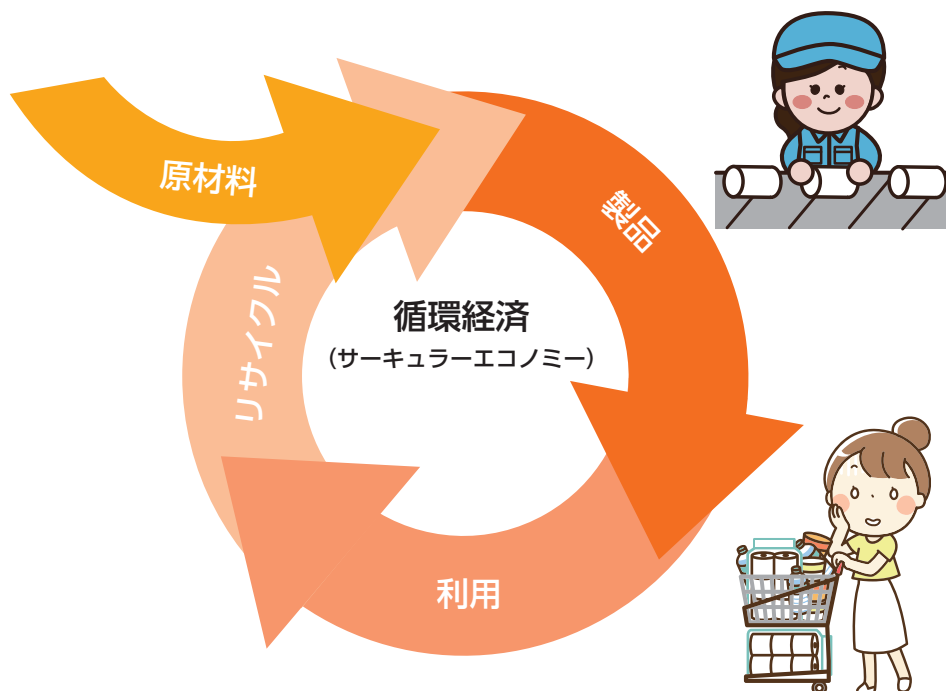 原材料
製品
循環経済
（サーキュラーエコノミー）
リサイクル
利用